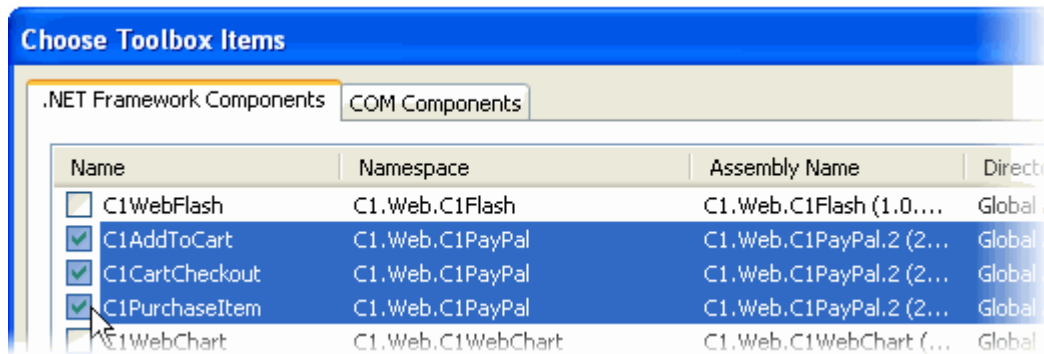 Choose Toolbox Items
.NET Framework Components COM Components
Name Namespace Assembly Name Direct
C1WebFlash C1.Web.C1Flash C1.Web.C1Flash (1.0.... Global
C1AddToCart C1.Web.C1PayPal C1.Web.C1PayPal.2 (2... Global
C1CartCheckout C1.Web.C1PayPal C1.Web.C1PayPal.2 (2... Global
C1PurchaseItem C1.Web.C1PayPal C1.Web.C1PayPal.2 (2... Global
C1WebChart C1.Web.C1WebChart C1.Web.C1WebChart (... Global